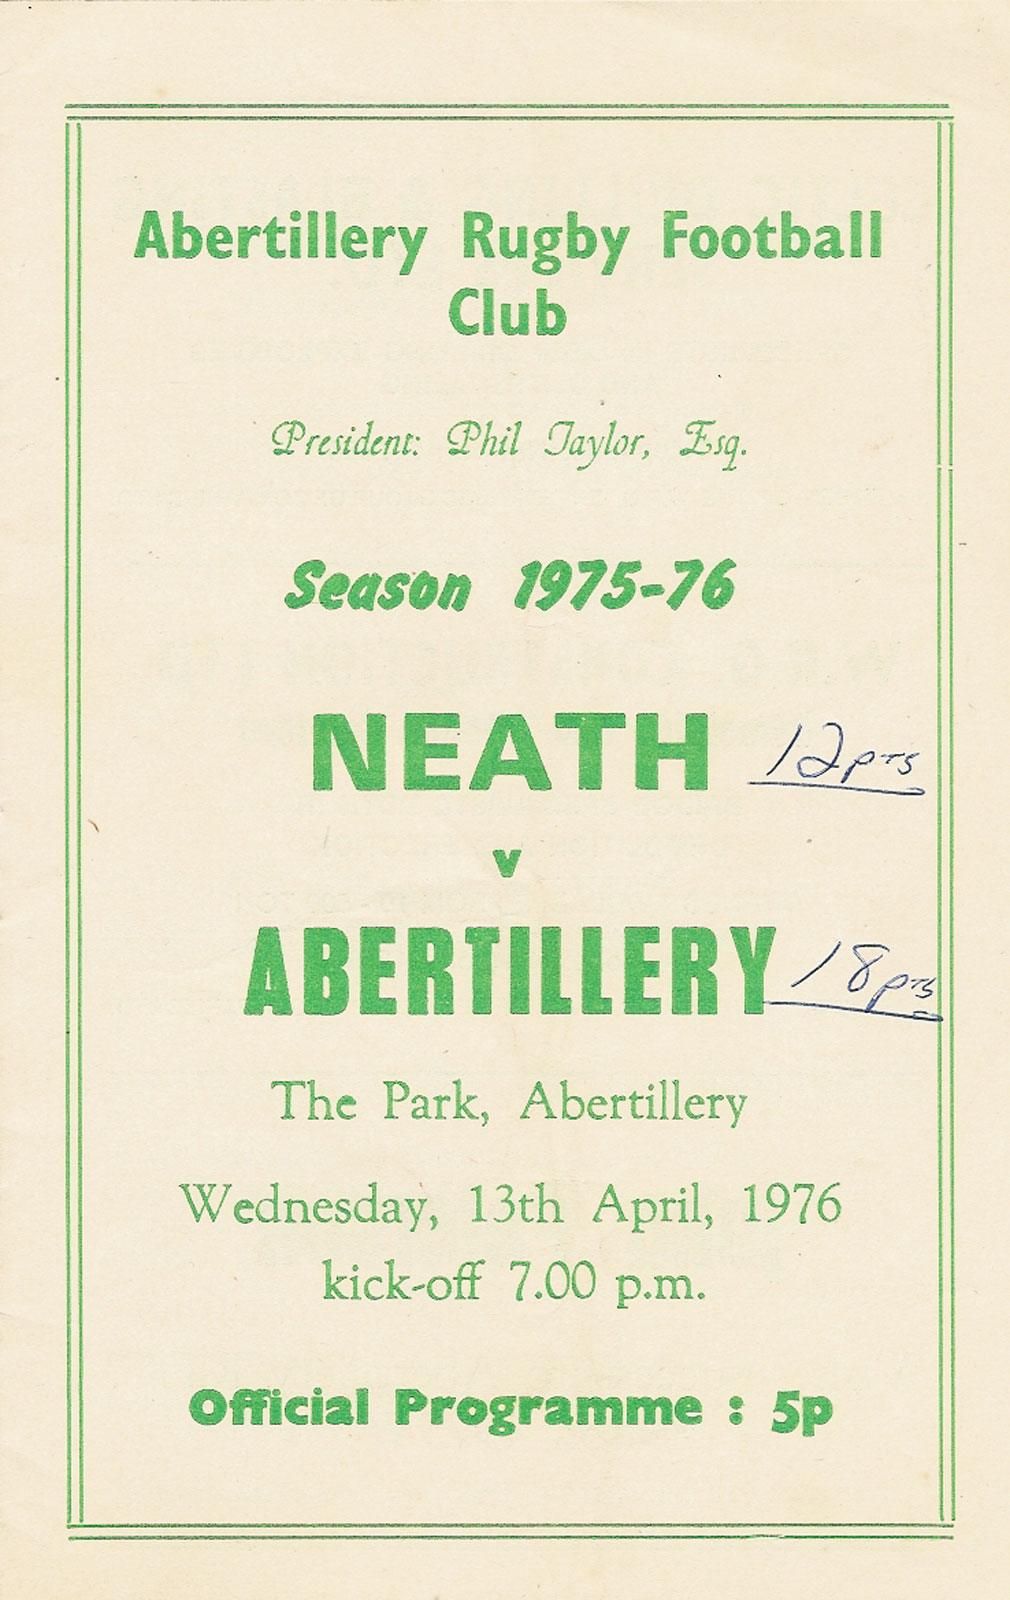 Abertillery Rugby Football
Club
President: Phil Taylor, Esq.
Season 1975-76
NEATH 12pts
v
ABERTILLERY 18pts
The Park, Abertillery
Wednesday, 13th April, 1976
kick-off 7.00 p.m.
Official Programme : 5p